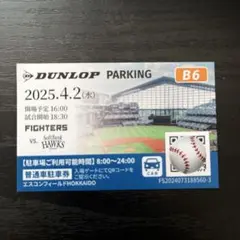 DUNLOP PARKING B6
2025.4.2(水)
開場予定 16:00
試合開始 18:30
FIGHTERS
VS. SoftBank HAWKS
【駐車場ご利用可能時間】8:00~24:00
普通車駐車券
入場ゲートにてQRコードを
ご提示ください。
エスコンフィールドHOKKAIDO